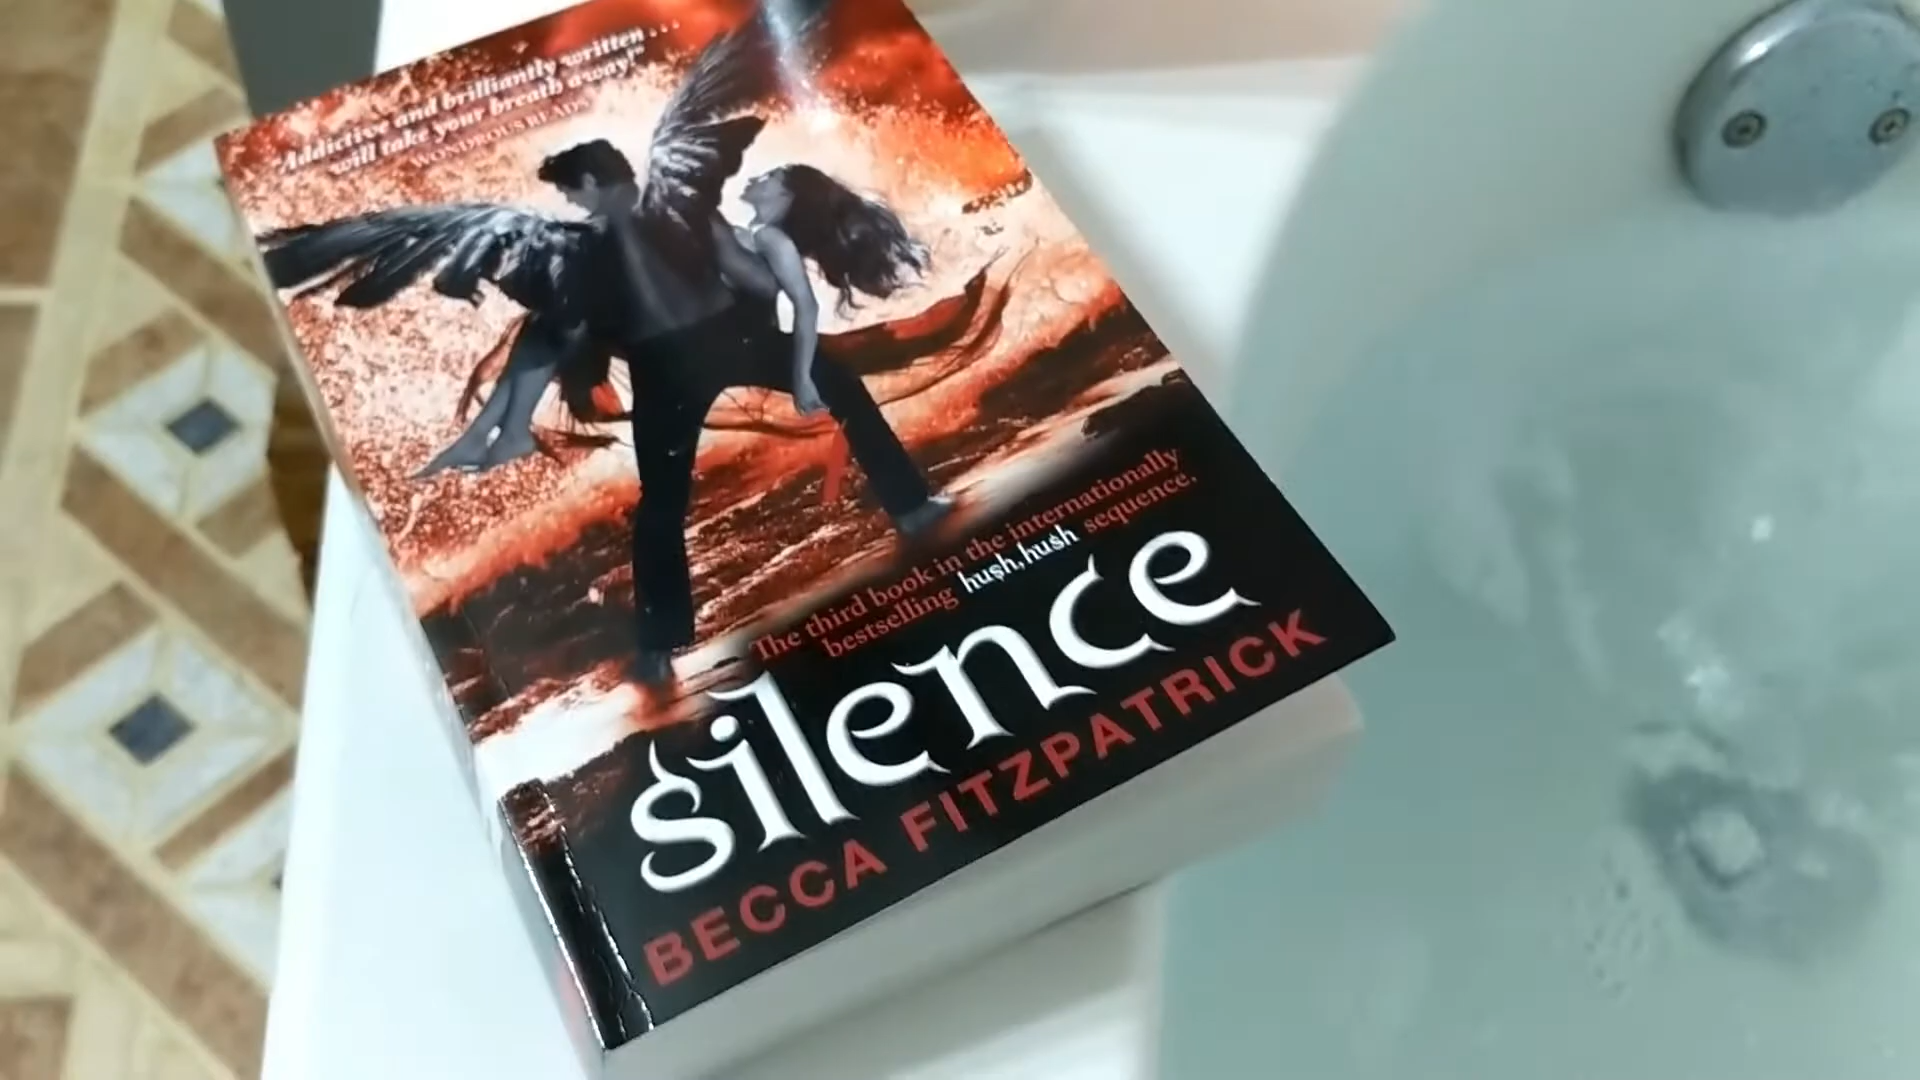 "Addictive and brilliantly written ...
will take your breath away!"
WONDROUS READS
The third book in the internationally
bestselling hush, hush sequence.
silence
BECCA FITZPATRICK